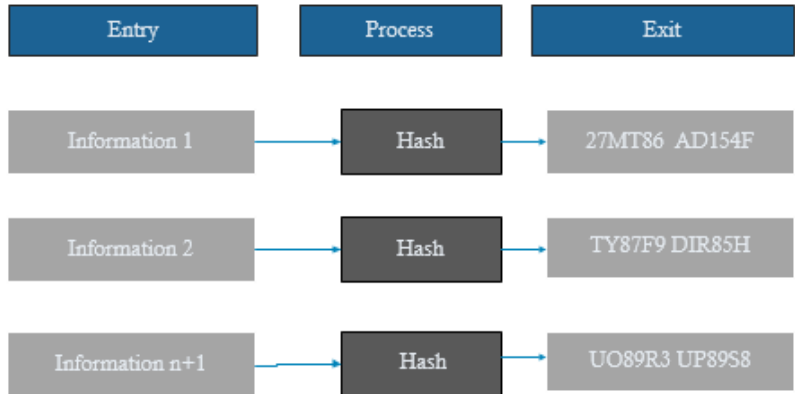 Entry Process Exit
Information 1 Hash 27MT86 AD154F
Information 2 Hash TY87F9 DIR85H
Information n+1 Hash UO89R3 UP89S8